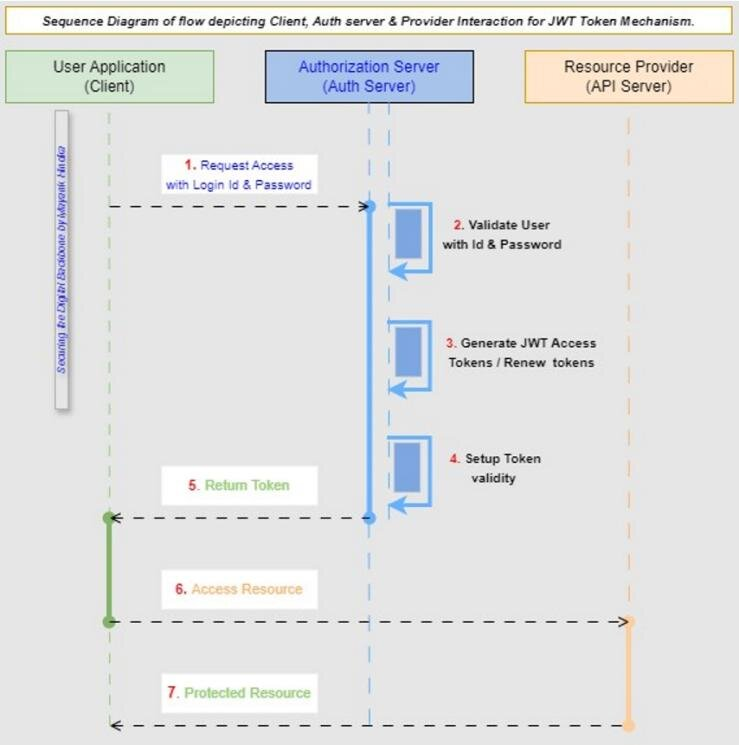 Sequence Diagram of flow depicting Client, Auth server & Provider Interaction for JWT Token Mechanism.
User Application
(Client)
Authorization Server
(Auth Server)
Resource Provider
(API Server)
Securing the Digital Backbone by Mayank Hindka
1. Request Access
with Login Id & Password
2. Validate User
with Id & Password
3. Generate JWT Access
Tokens / Renew tokens
4. Setup Token
validity
5. Return Token
6. Access Resource
7. Protected Resource